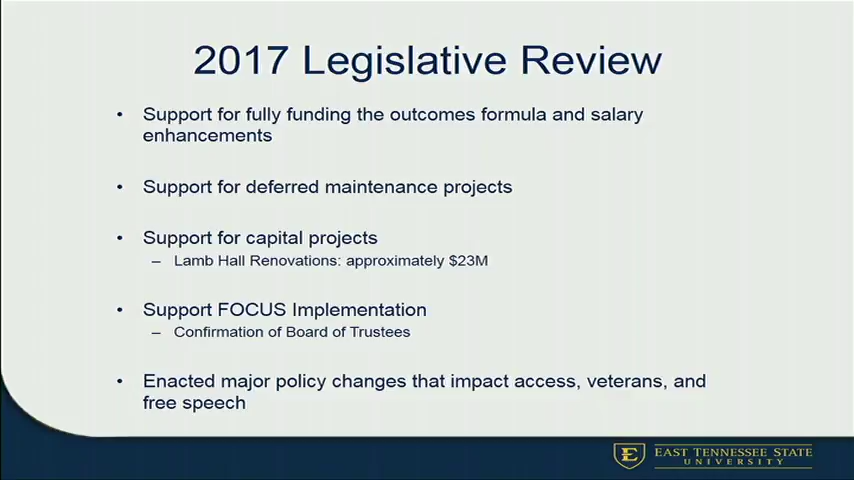 2017 Legislative Review
• Support for fully funding the outcomes formula and salary
enhancements
• Support for deferred maintenance projects
• Support for capital projects
– Lamb Hall Renovations: approximately $23M
• Support FOCUS Implementation
– Confirmation of Board of Trustees
• Enacted major policy changes that impact access, veterans, and
free speech
E
EAST TENNESSEE STATE
UNIVERSITY